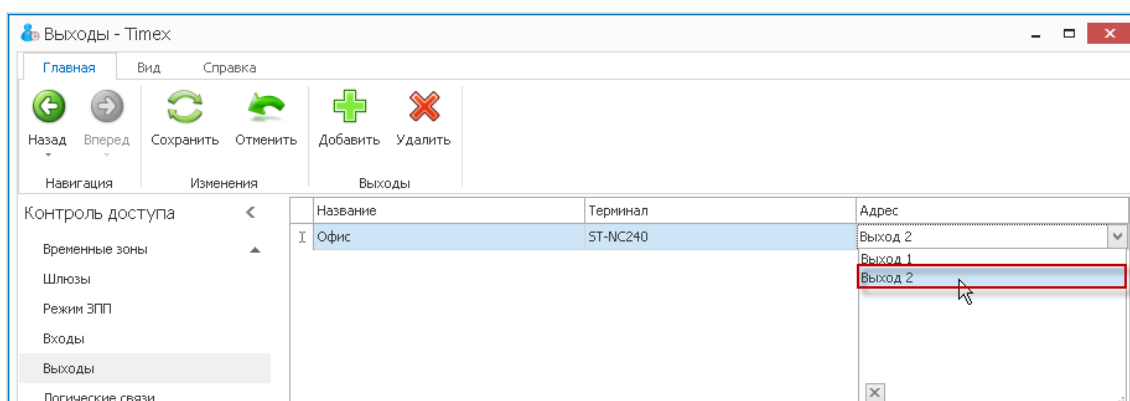 Выходы - Timex
Главная Вид Справка
Назад Вперед Сохранить Отменить Добавить Удалить
Навигация Изменения Выходы
Контроль доступа
Название Терминал Адрес
Офис ST-NC240 Выход 2
Временные зоны
Выход 1
Выход 2
Шлюзы
Режим ЗПП
Входы
Выходы
Логические связи